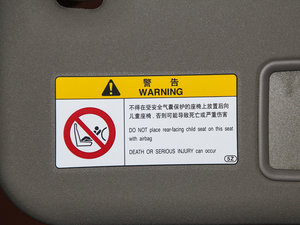 警 告
WARNING
不得在受安全气囊保护的座椅上放置后向
儿童座椅，否则可能导致死亡或严重伤害
DO NOT place rear-facing child seat on this seat
with airbag
DEATH OR SERIOUS INJURY can occur
5Z